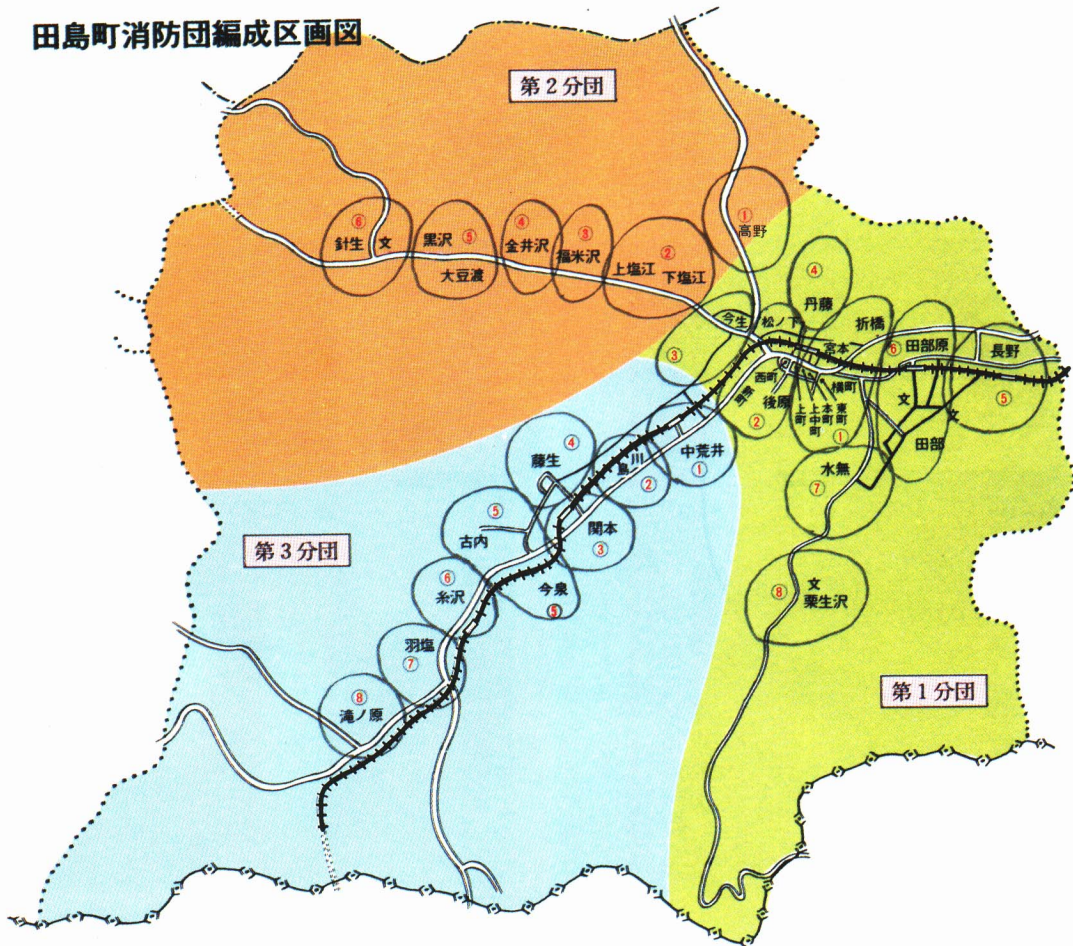 田島町消防団編成区画図
第2分団
①
高野
⑥
針生 文
黒沢 ⑤
大豆渡
④
金井沢
③
福米沢
②
上塩江 下塩江
④
丹藤
今生
松ノ下
折橋
③
宮本
⑥
田部原
長野
⑤
西町
後原
②
横町
上町
上中町
本町
東町
①
文
文
田部
水無
⑦
文
⑧
栗生沢
第1分団
中荒井
①
川島
②
④
藤生
関本
③
⑤
古内
第3分団
今泉
⑤
⑥
糸沢
羽塩
⑦
⑧
滝ノ原